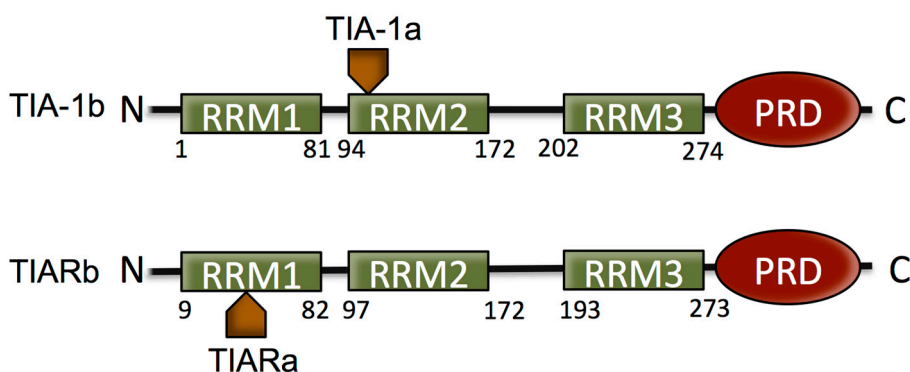 TIA-1a
TIA-1b N RRM1 RRM2 RRM3 PRD C
1 81 94 172 202 274
TIARb N RRM1 RRM2 RRM3 PRD C
9 82 97 172 193 273
TIARa